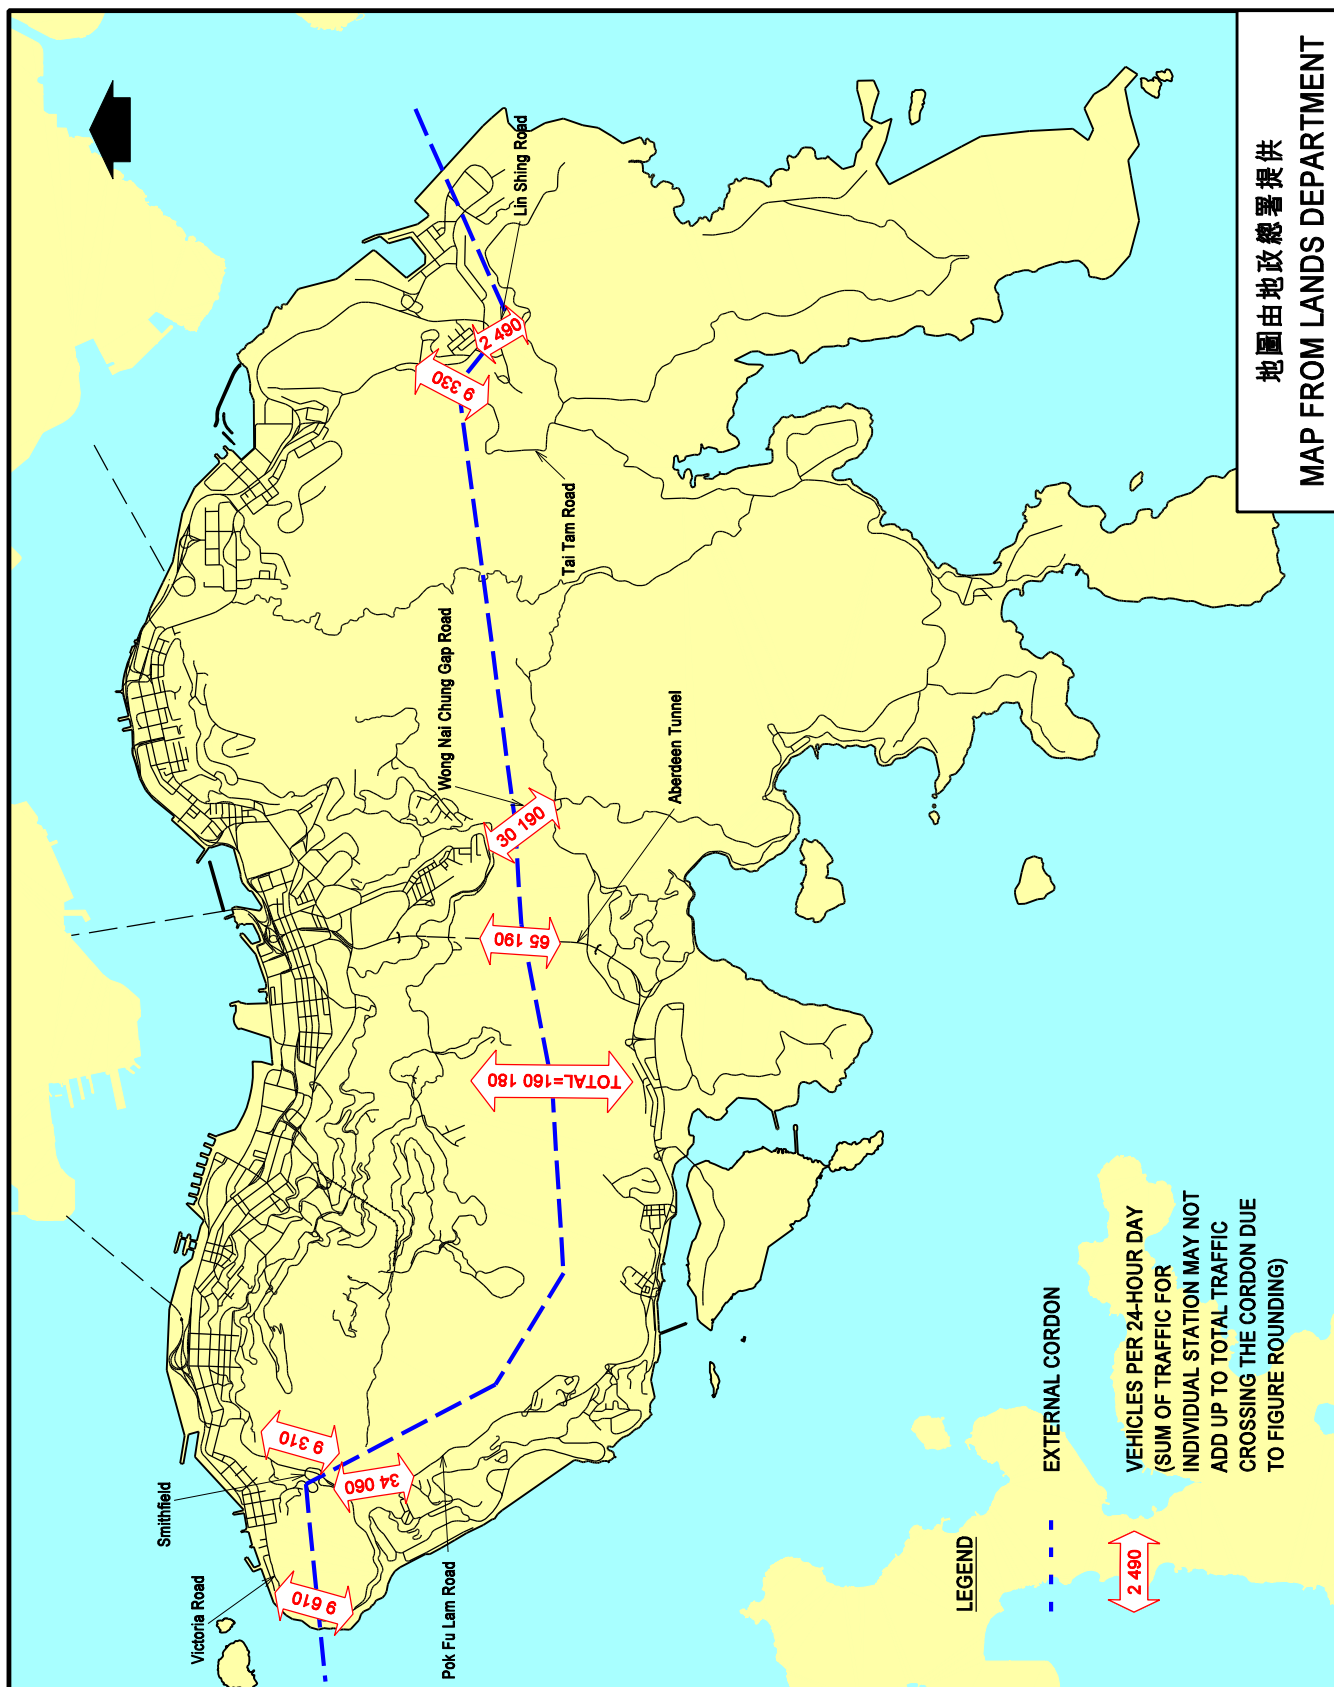 地圖由地政總署提供
MAP FROM LANDS DEPARTMENT
Lin Shing Road
2 490
9 330
Tai Tam Road
Wong Nai Chung Gap Road
30 190
Aberdeen Tunnel
65 190
TOTAL=160 180
Smithfield
9 310
34 060
Pok Fu Lam Road
Victoria Road
9 610
LEGEND
EXTERNAL CORDON
2 490
VEHICLES PER 24-HOUR DAY
(SUM OF TRAFFIC FOR
INDIVIDUAL STATION MAY NOT
ADD UP TO TOTAL TRAFFIC
CROSSING THE CORDON DUE
TO FIGURE ROUNDING)